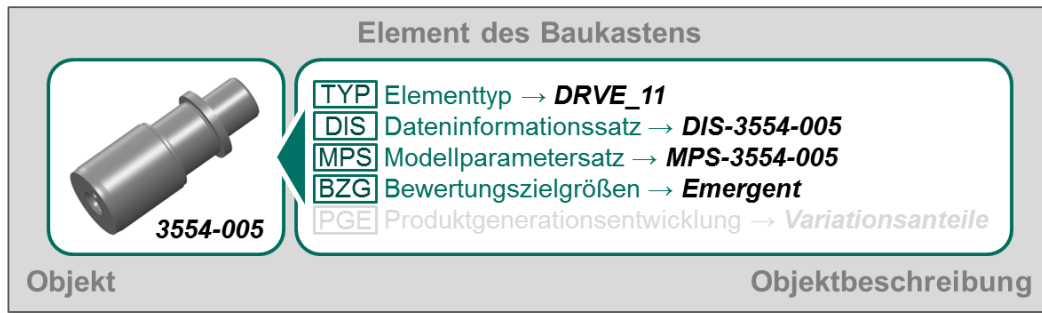 Element des Baukastens
3554-005
TYP Elementtyp → DRVE_11
DIS Dateninformationssatz → DIS-3554-005
MPS Modellparametersatz → MPS-3554-005
BZG Bewertungszielgrößen → Emergent
PGE Produktgenerationsentwicklung → Variationsanteile
Objekt
Objektbeschreibung